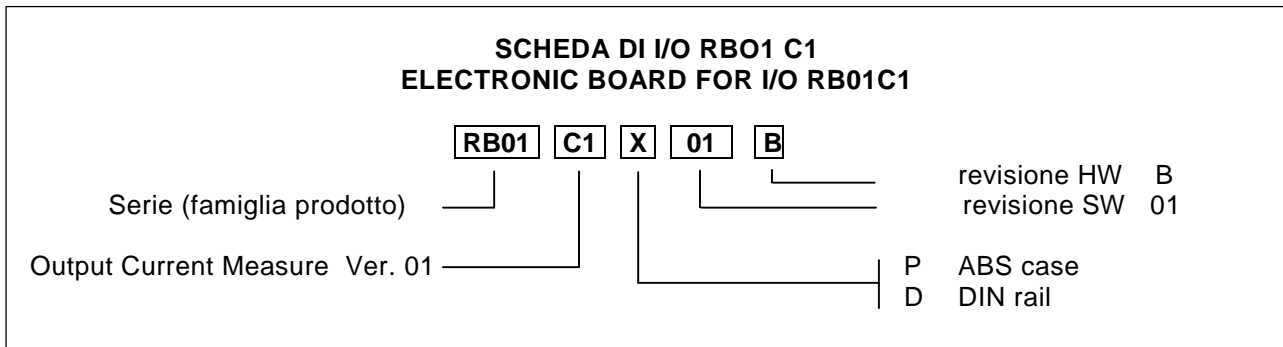 SCHEDA DI I/O RBO1 C1
ELECTRONIC BOARD FOR I/O RB01C1
RB01 C1 X 01 B
revisione HW B
Serie (famiglia prodotto) revisione SW 01
Output Current Measure Ver. 01 P ABS case
D DIN rail